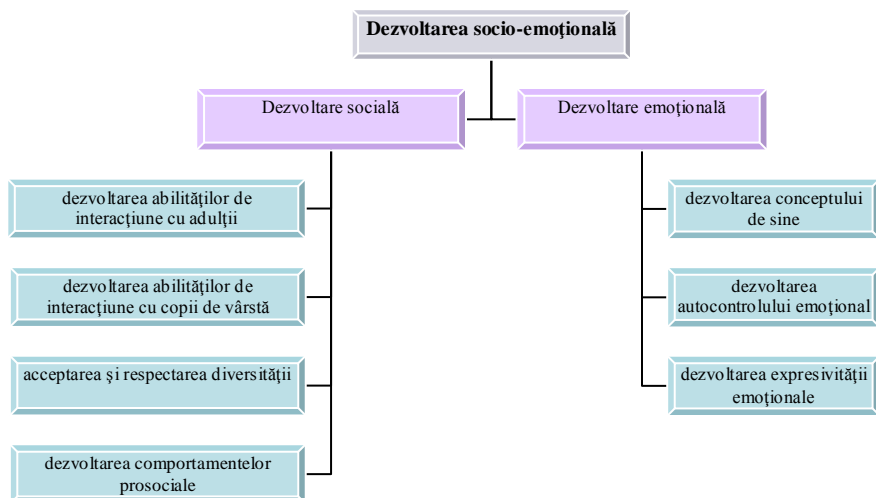 Dezvoltarea socio-emoţională
Dezvoltare socială
Dezvoltare emoţională
dezvoltarea abilităţilor de
interacţiune cu adulţii
dezvoltarea abilităţilor de
interacţiune cu copii de vârstă
acceptarea şi respectarea diversităţii
dezvoltarea comportamentelor
prosociale
dezvoltarea conceptului
de sine
dezvoltarea
autocontrolului emoţional
dezvoltarea expresivităţii
emoţionale